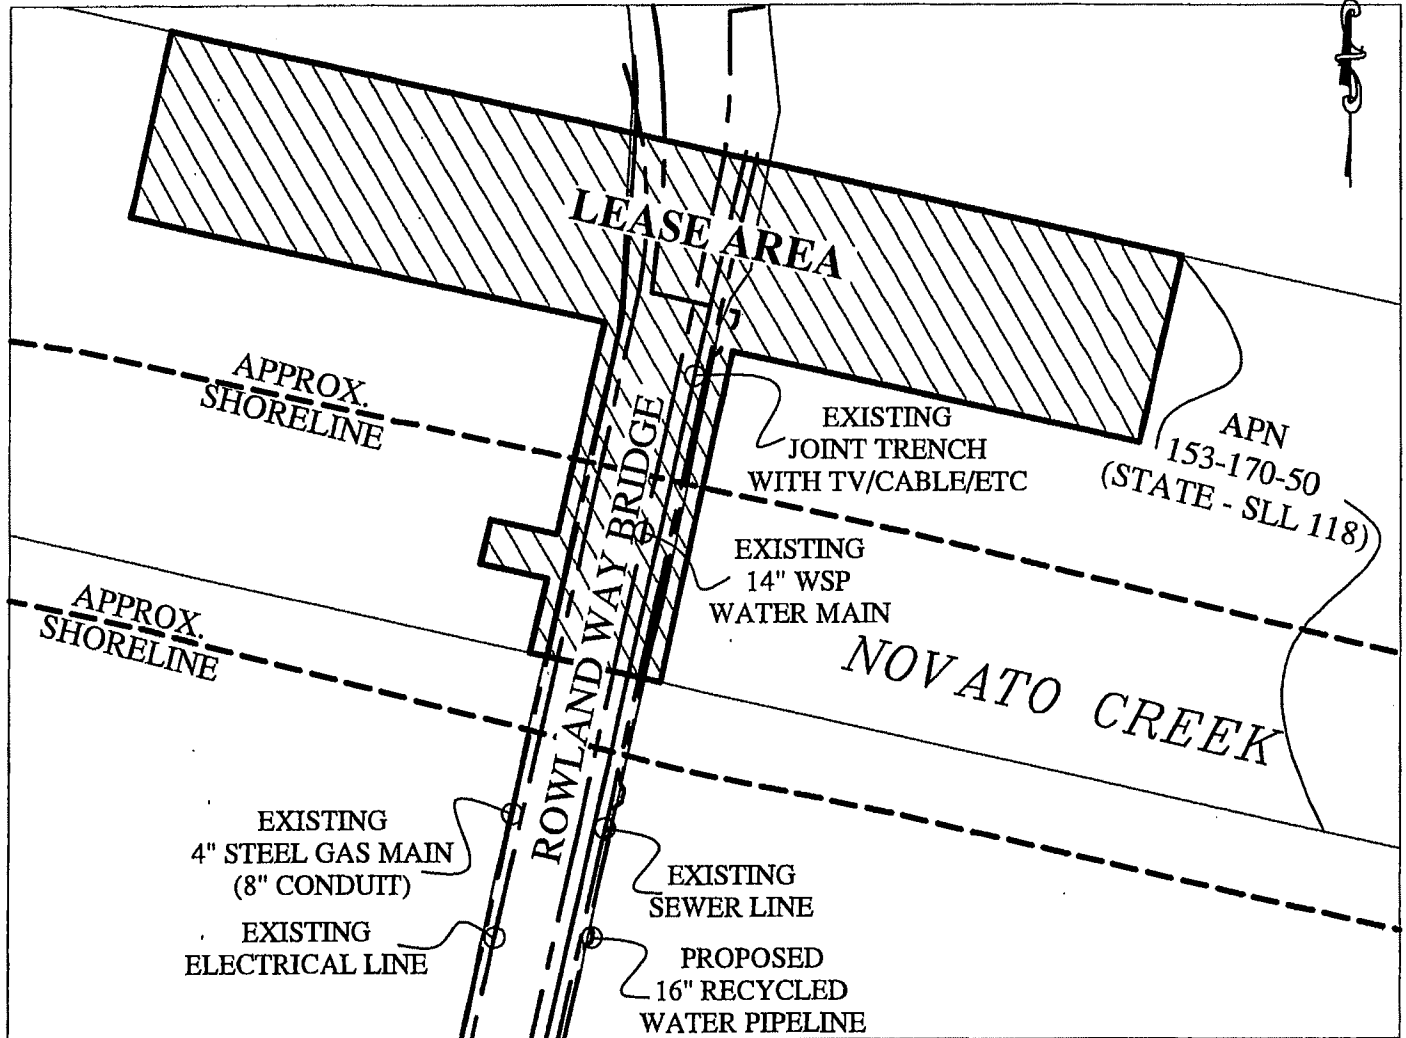 LEASE AREA
APPROX.
SHORELINE
EXISTING
JOINT TRENCH
WITH TV/CABLE/ETC
APN
153-170-50
(STATE - SLL 118)
EXISTING
14" WSP
WATER MAIN
APPROX.
SHORELINE
ROWLAND WAY BRIDGE
NOVATO CREEK
EXISTING
4" STEEL GAS MAIN
(8" CONDUIT)
EXISTING
SEWER LINE
EXISTING
ELECTRICAL LINE
PROPOSED
16" RECYCLED
WATER PIPELINE